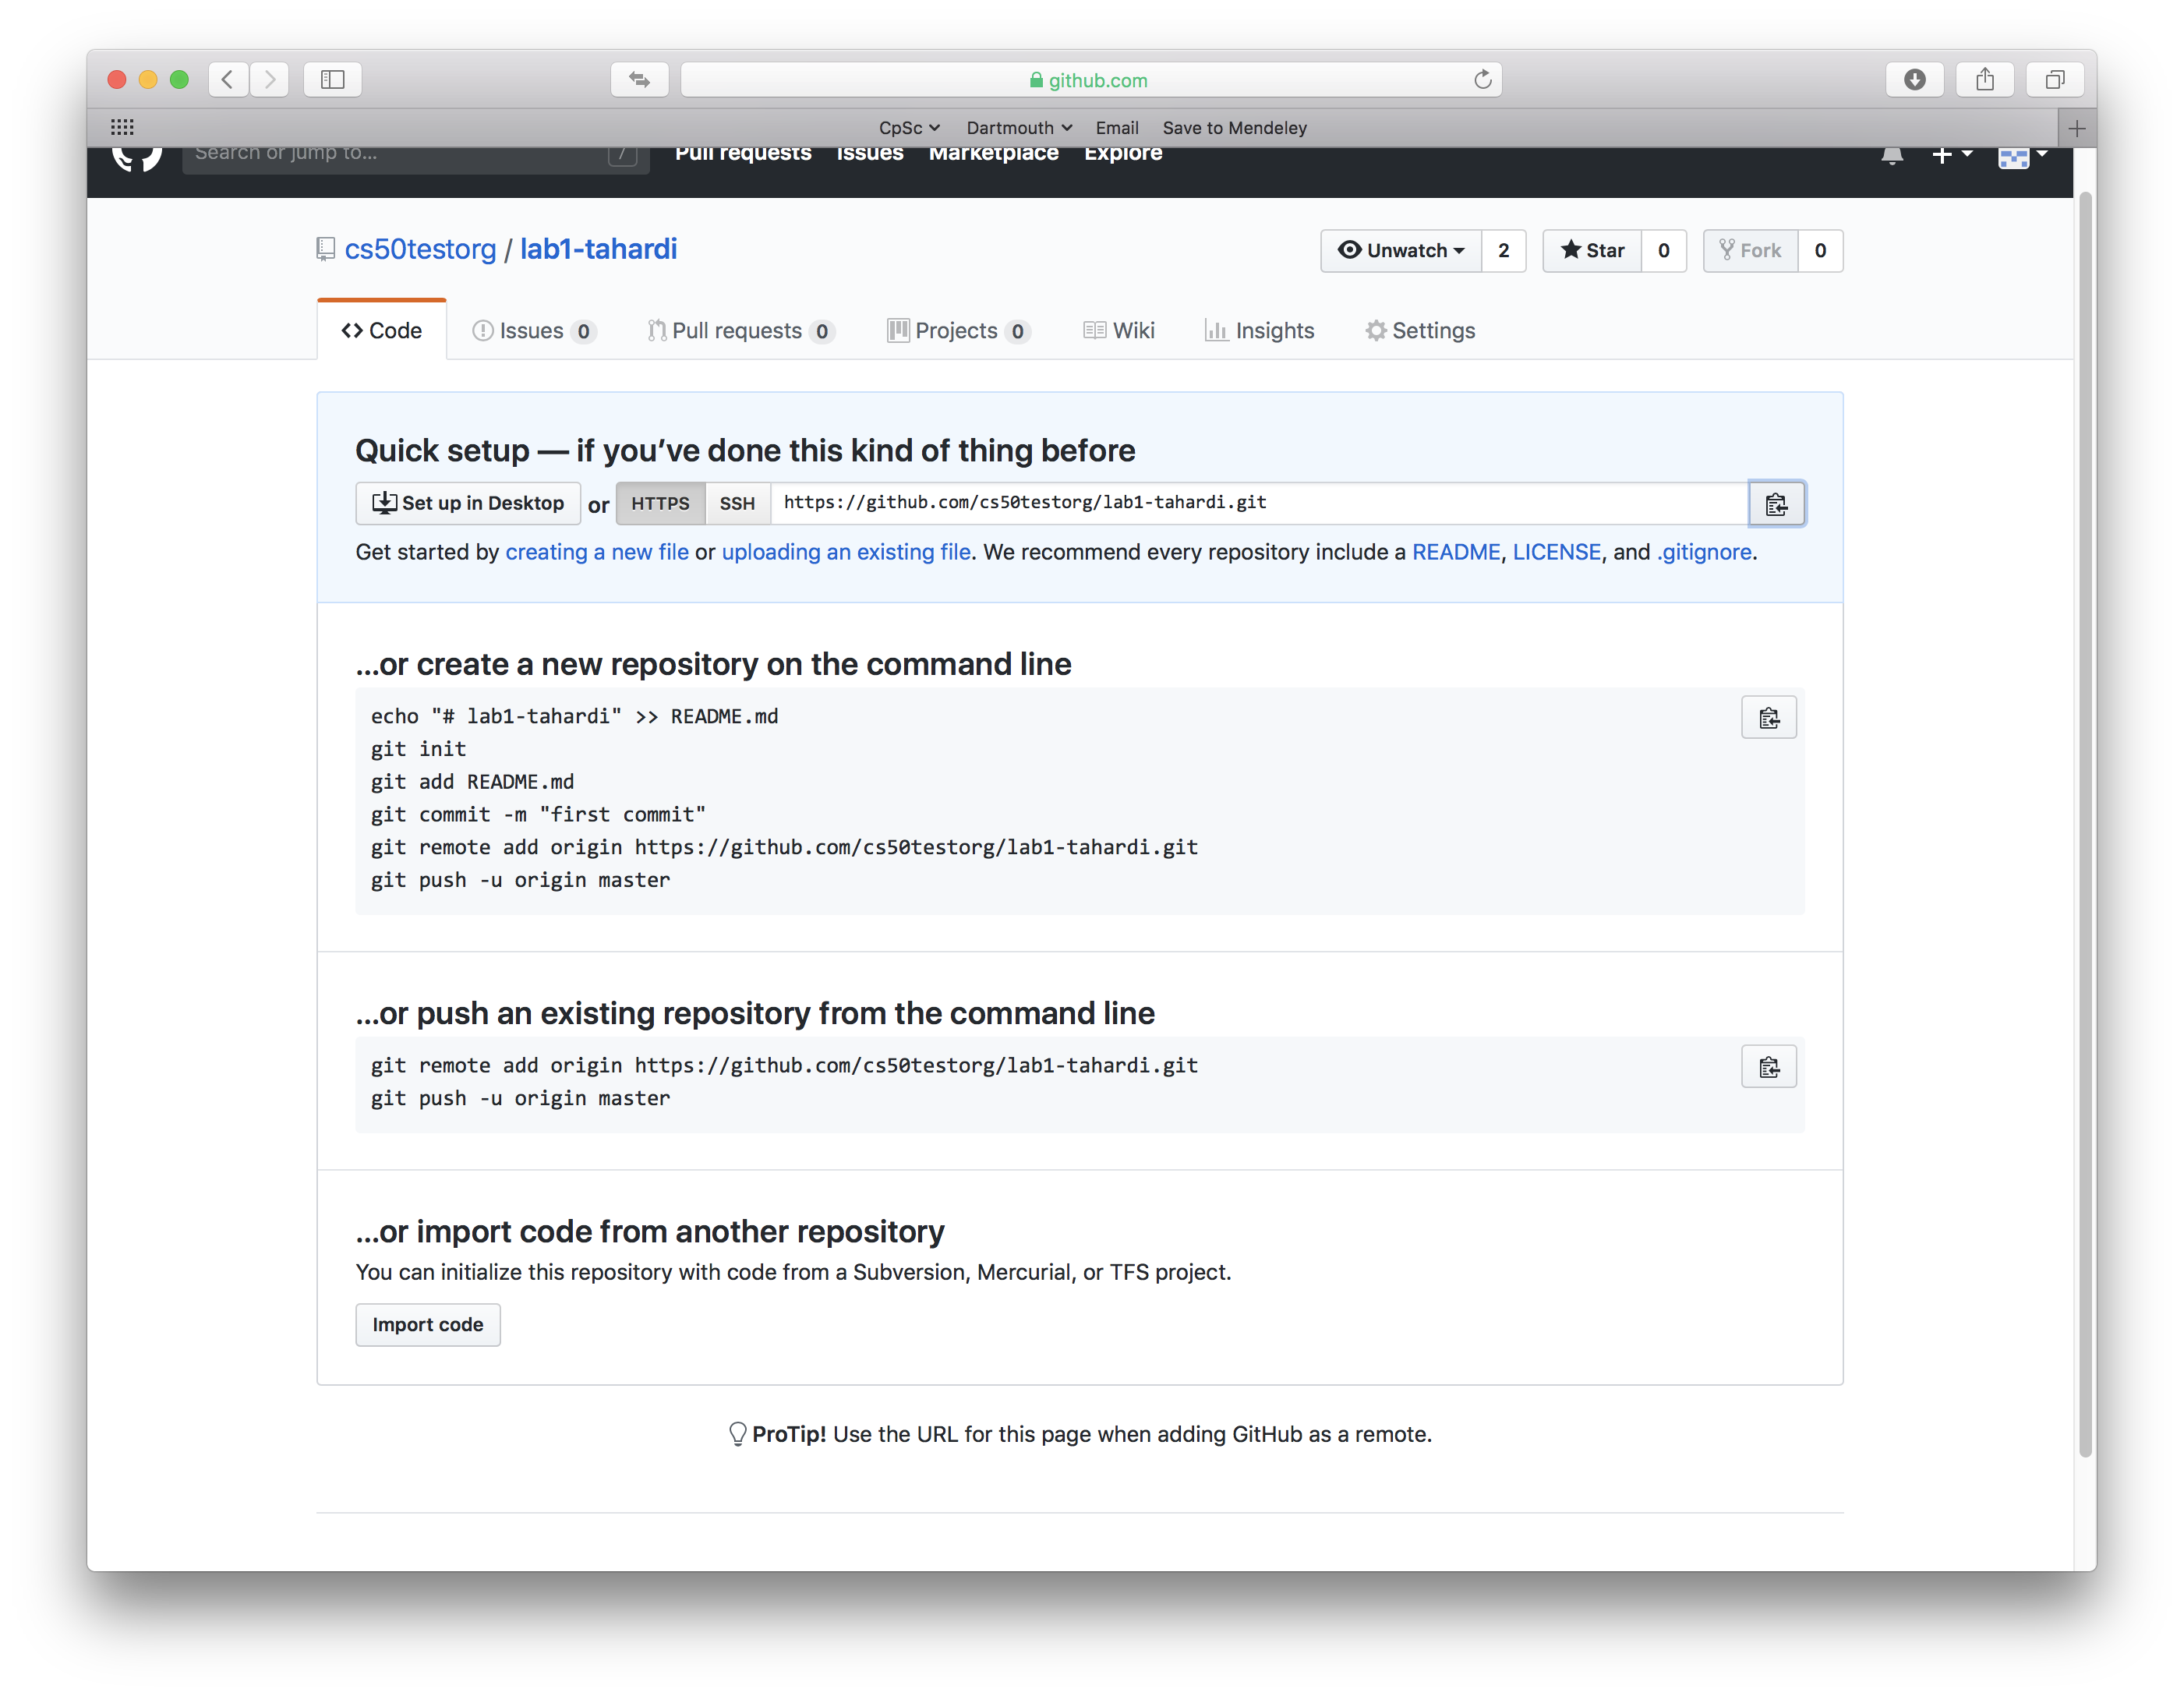 github.com
CpSc Dartmouth Email Save to Mendeley
Search or jump to... / Pull requests Issues Marketplace Explore
cs50testorg / lab1-tahardi
Unwatch 2 Star 0 Fork 0
Code Issues 0 Pull requests 0 Projects 0 Wiki Insights Settings
Quick setup — if you’ve done this kind of thing before
Set up in Desktop or HTTPS SSH https://github.com/cs50testorg/lab1-tahardi.git
Get started by creating a new file or uploading an existing file. We recommend every repository include a README, LICENSE, and .gitignore.
…or create a new repository on the command line
echo "# lab1-tahardi" >> README.md
git init
git add README.md
git commit -m "first commit"
git remote add origin https://github.com/cs50testorg/lab1-tahardi.git
git push -u origin master
…or push an existing repository from the command line
git remote add origin https://github.com/cs50testorg/lab1-tahardi.git
git push -u origin master
…or import code from another repository
You can initialize this repository with code from a Subversion, Mercurial, or TFS project.
Import code
ProTip! Use the URL for this page when adding GitHub as a remote.